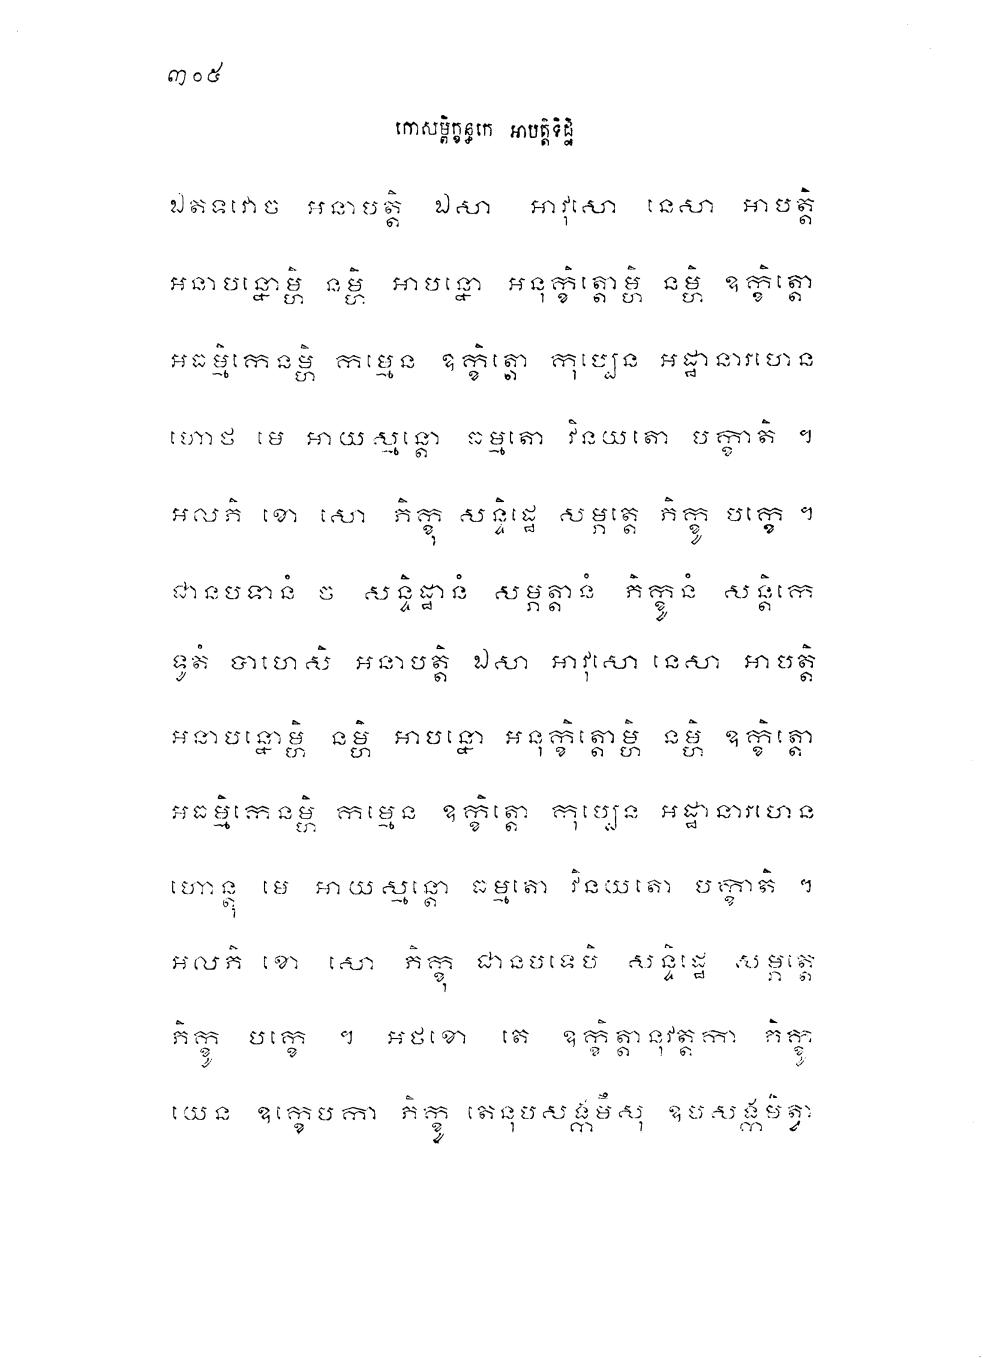 ៣០៥
កោសម្ពិក្ខន្ធកេ អាបត្តិទិដ្ឋិ
ឯតទវោច អនាបត្តិ ឯសា អាវុសោ នេសា អាបត្តិ
អនាបន្នោម្ហិ នម្ហិ អាបន្នោ អនុក្ខិត្តោម្ហិ នម្ហិ ឧក្ខិត្តោ
អធម្មិកេនម្ហិ កម្មេន ឧក្ខិត្តោ កុប្បេន អដ្ឋានារហេន
ហោថ មេ អាយស្មន្តោ ធម្មតោ វិនយតោ បក្ខាតិ ។
អលភិ ខោ សោ ភិក្ខុ សន្ទិដ្ឋេ សម្ភត្តេ ភិក្ខូ បក្ខេ ។
ជានបទានំ ច សន្ទិដ្ឋានំ សម្ភត្តានំ ភិក្ខូនំ សន្តិកេ
ទូតំ បាហេសិ អនាបត្តិ ឯសា អាវុសោ នេសា អាបត្តិ
អនាបន្នោម្ហិ នម្ហិ អាបន្នោ អនុក្ខិត្តោម្ហិ នម្ហិ ឧក្ខិត្តោ
អធម្មិកេនម្ហិ កម្មេន ឧក្ខិត្តោ កុប្បេន អដ្ឋានារហេន
ហោន្តុ មេ អាយស្មន្តោ ធម្មតោ វិនយតោ បក្ខាតិ ។
អលភិ ខោ សោ ភិក្ខុ ជានបទេបិ សន្ទិដ្ឋេ សម្ភត្តេ
ភិក្ខូ បក្ខេ ។ អថខោ តេ ឧក្ខិត្តានុវត្តកា ភិក្ខូ
យេន ឧក្ខេបកា ភិក្ខូ តេនុបសង្កមឹសុ ឧបសង្កមិត្វា